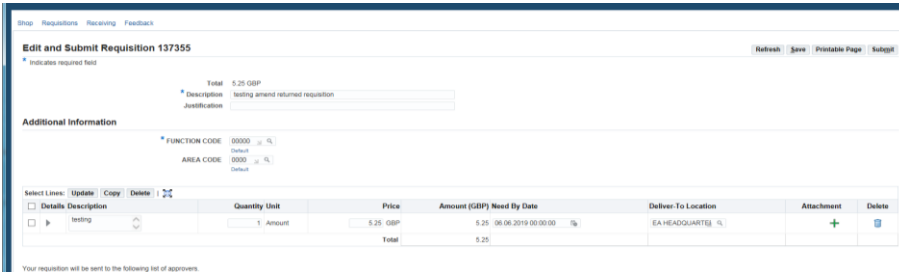 Shop Requisitions Receiving Feedback
Edit and Submit Requisition 137355
Refresh Save Printable Page Submit
* Indicates required field
Total 5.25 GBP
* Description testing amend returned requisition
Justification
Additional Information
* FUNCTION CODE 00000
Default
AREA CODE 0000
Default
Select Lines: Update Copy Delete |
Details Description Quantity Unit Price Amount (GBP) Need By Date Deliver-To Location Attachment Delete
testing 1 Amount 5.25 GBP 5.25 06.06.2019 00:00:00 EA HEADQUARTE
Total 5.25
Your requisition will be sent to the following list of approvers.